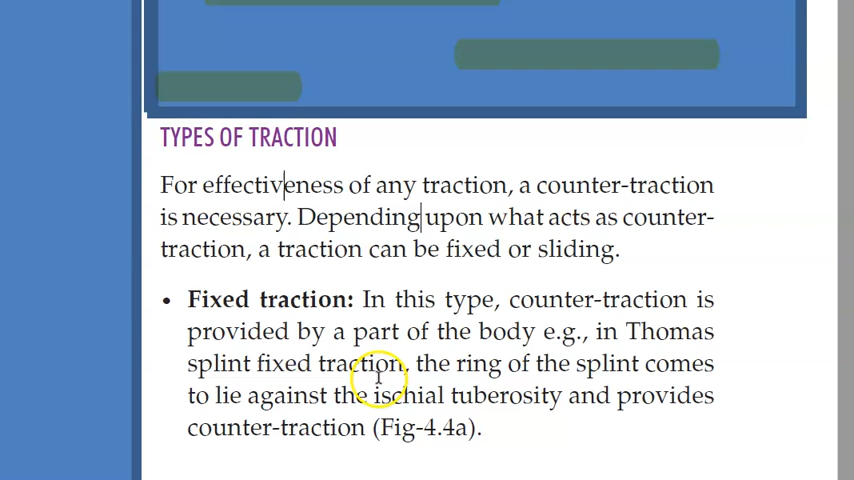 TYPES OF TRACTION
For effectiveness of any traction, a counter-traction
is necessary. Depending upon what acts as counter-
traction, a traction can be fixed or sliding.
• Fixed traction: In this type, counter-traction is
provided by a part of the body e.g., in Thomas
splint fixed traction, the ring of the splint comes
to lie against the ischial tuberosity and provides
counter-traction (Fig-4.4a).